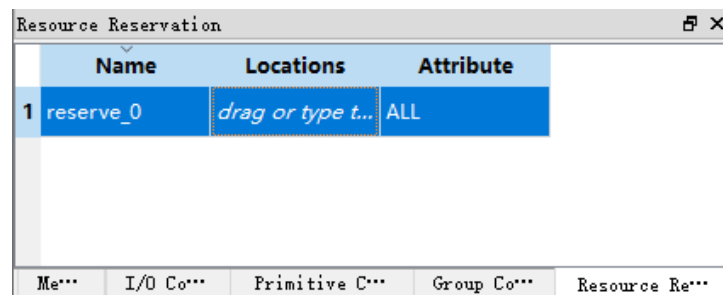 Resource Reservation
Name Locations Attribute
1 reserve_0 drag or type t... ALL
Me··· I/O Co··· Primitive C··· Group Co··· Resource Re···